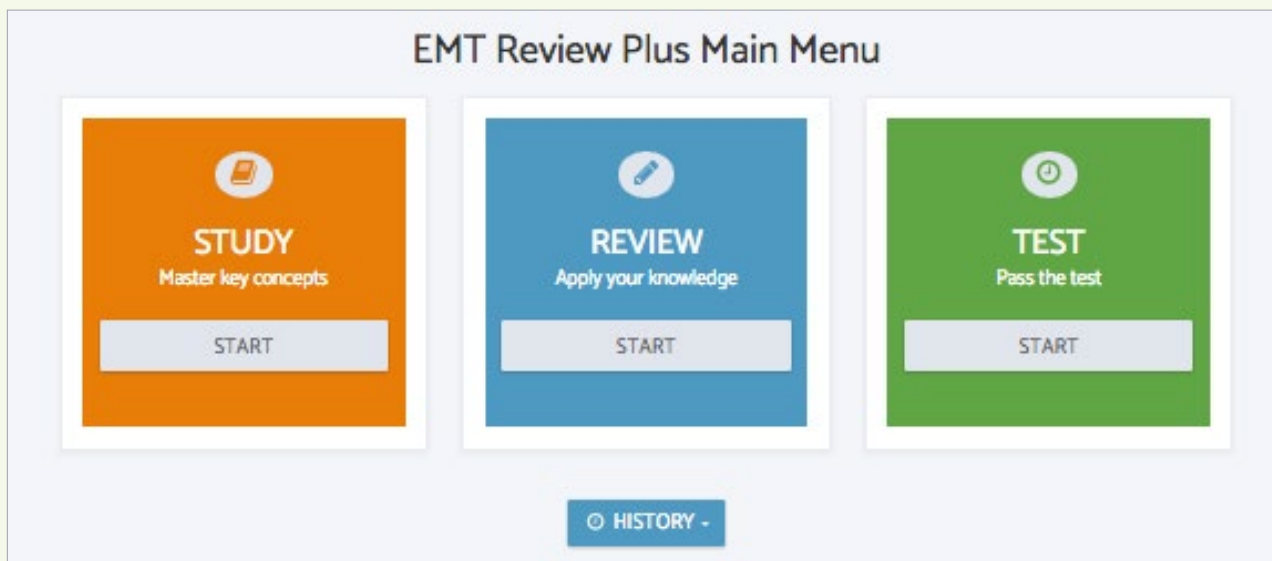 EMT Review Plus Main Menu
STUDY
Master key concepts
START
REVIEW
Apply your knowledge
START
TEST
Pass the test
START
HISTORY